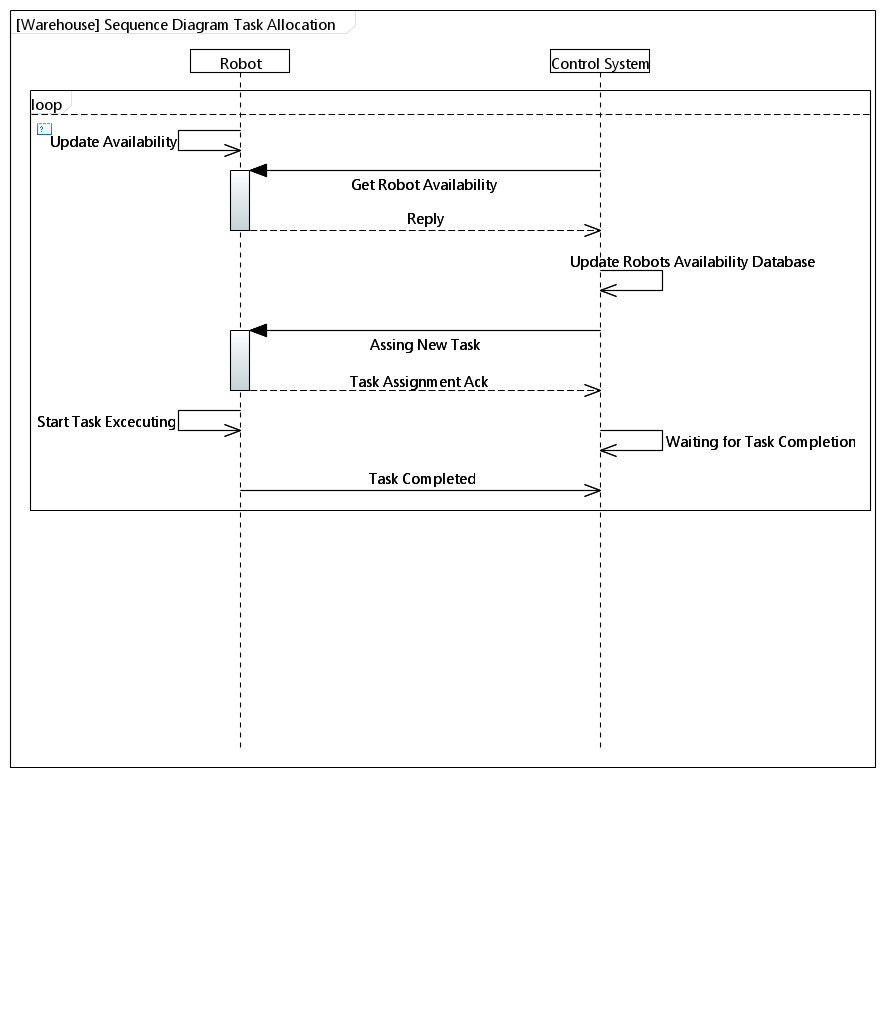 [Warehouse] Sequence Diagram Task Allocation
Robot
Control System
loop
?
Update Availability
Get Robot Availability
Reply
Update Robots Availability Database
Assing New Task
Task Assignment Ack
Start Task Excecuting
Waiting for Task Completion
Task Completed